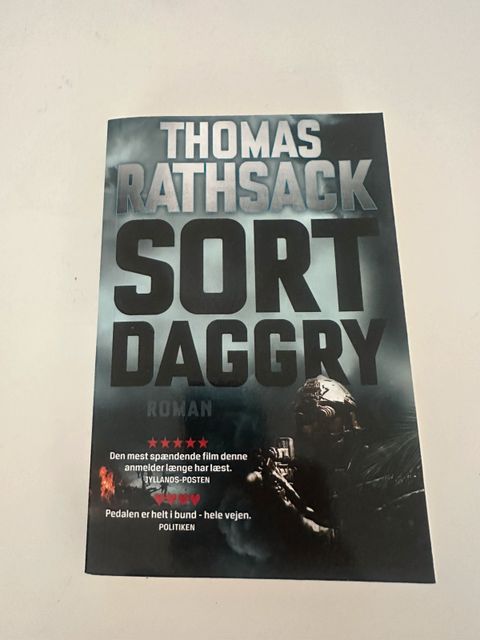 THOMAS
RATHSACK
SORT
DAGGRY
ROMAN
Den mest spændende film denne
anmelder længe har læst.
JYLLANDS-POSTEN
Pedalen er helt i bund - hele vejen.
POLITIKEN